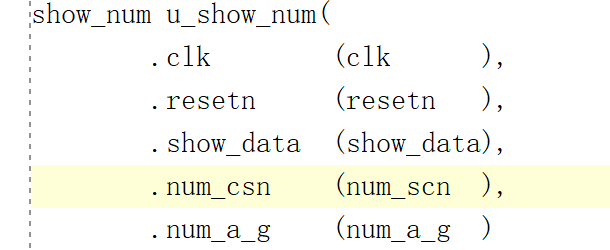 show_num u_show_num(
.clk (clk ),
.resetn (resetn ),
.show_data (show_data),
.num_csn (num_scn ),
.num_a_g (num_a_g )